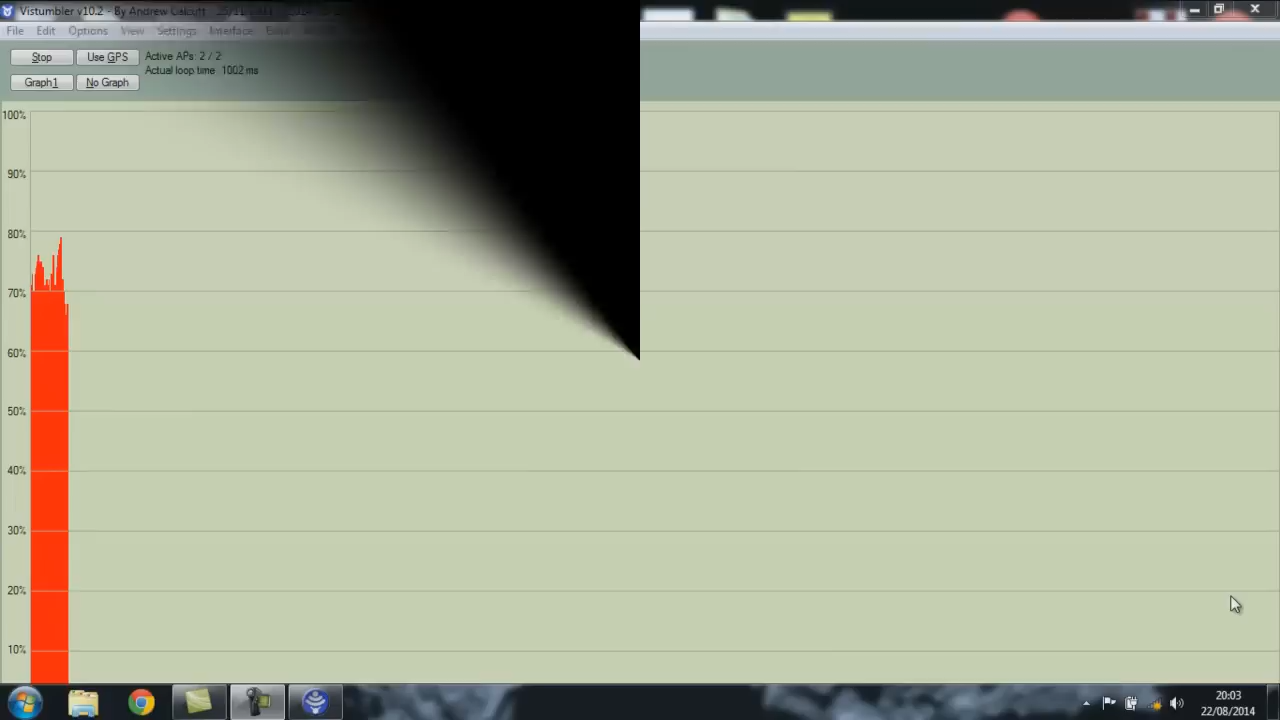 Vistumbler v10.2 - By Andrew Calcutt
File Edit Options View Settings Interface
Stop
Use GPS
Active APs: 2 / 2
Actual loop time 1002 ms
Graph1
No Graph
100%
90%
80%
70%
60%
50%
40%
30%
20%
10%
20:03
22/08/2014